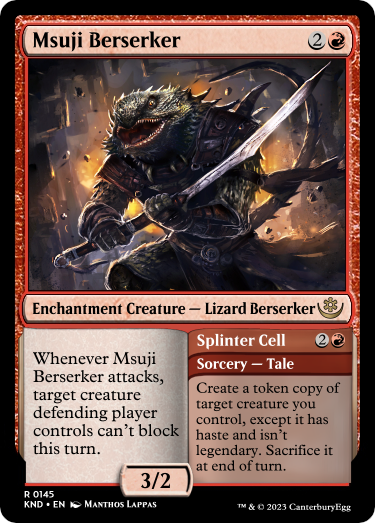 Msuji Berserker 2
Enchantment Creature — Lizard Berserker
Whenever Msuji
Berserker attacks,
target creature
defending player
controls can't block
this turn.
Splinter Cell 2
Sorcery — Tale
Create a token copy of
target creature you
control, except it has
haste and isn't
legendary. Sacrifice it
at end of turn.
3/2
R 0145
KND • EN Manthos Lappas
™ & © 2023 CanterburyEgg